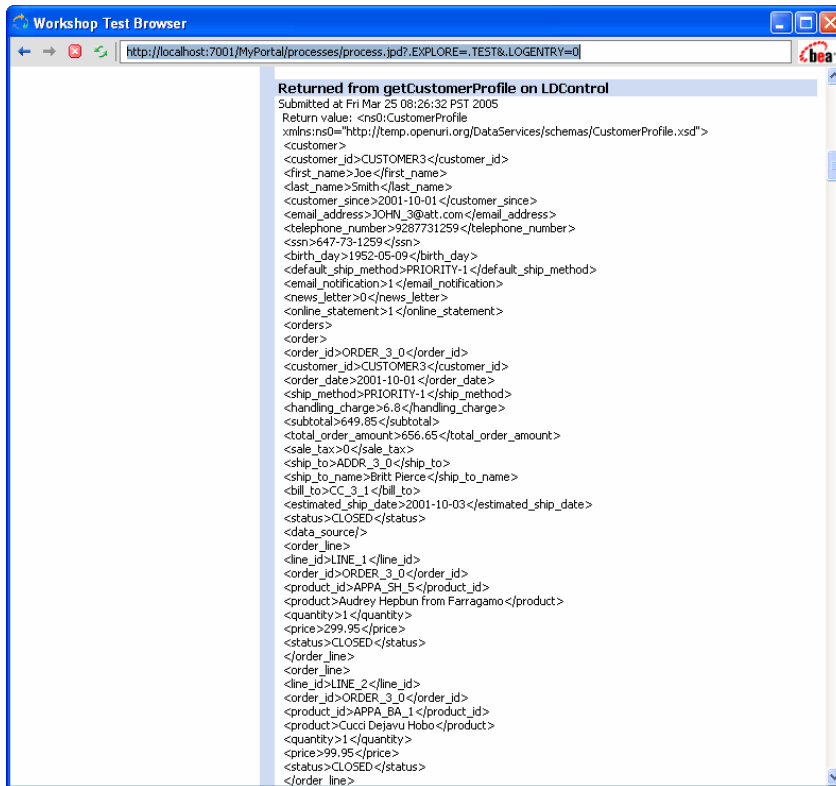 Workshop Test Browser
http://localhost:7001/MyPortal/processes/process.jpd?.EXPLORE=.TEST&.LOGENTRY=0
bea
Returned from getCustomerProfile on LDControl
Submitted at Fri Mar 25 08:26:32 PST 2005
Return value: <ns0:CustomerProfile
xmlns:ns0="http://temp.openuri.org/DataServices/schemas/CustomerProfile.xsd">
<customer>
<customer_id>CUSTOMER3</customer_id>
<first_name>Joe</first_name>
<last_name>Smith</last_name>
<customer_since>2001-10-01</customer_since>
<email_address>JOHN_3@att.com</email_address>
<telephone_number>9287731259</telephone_number>
<ssn>647-73-1259</ssn>
<birth_day>1952-05-09</birth_day>
<default_ship_method>PRIORITY-1</default_ship_method>
<email_notification>1</email_notification>
<news_letter>0</news_letter>
<online_statement>1</online_statement>
<orders>
<order>
<order_id>ORDER_3_0</order_id>
<customer_id>CUSTOMER3</customer_id>
<order_date>2001-10-01</order_date>
<ship_method>PRIORITY-1</ship_method>
<handling_charge>6.8</handling_charge>
<subtotal>649.85</subtotal>
<total_order_amount>656.65</total_order_amount>
<sale_tax>0</sale_tax>
<ship_to>ADDR_3_0</ship_to>
<ship_to_name>Britt Pierce</ship_to_name>
<bill_to>CC_3_1</bill_to>
<estimated_ship_date>2001-10-03</estimated_ship_date>
<status>CLOSED</status>
<data_source/>
<order_line>
<line_id>LINE_1</line_id>
<order_id>ORDER_3_0</order_id>
<product_id>APPA_SH_5</product_id>
<product>Audrey Hepbun from Farragamo</product>
<quantity>1</quantity>
<price>299.95</price>
<status>CLOSED</status>
</order_line>
<order_line>
<line_id>LINE_2</line_id>
<order_id>ORDER_3_0</order_id>
<product_id>APPA_BA_1</product_id>
<product>Cucci Dejavu Hobo</product>
<quantity>1</quantity>
<price>99.95</price>
<status>CLOSED</status>
</order_line>